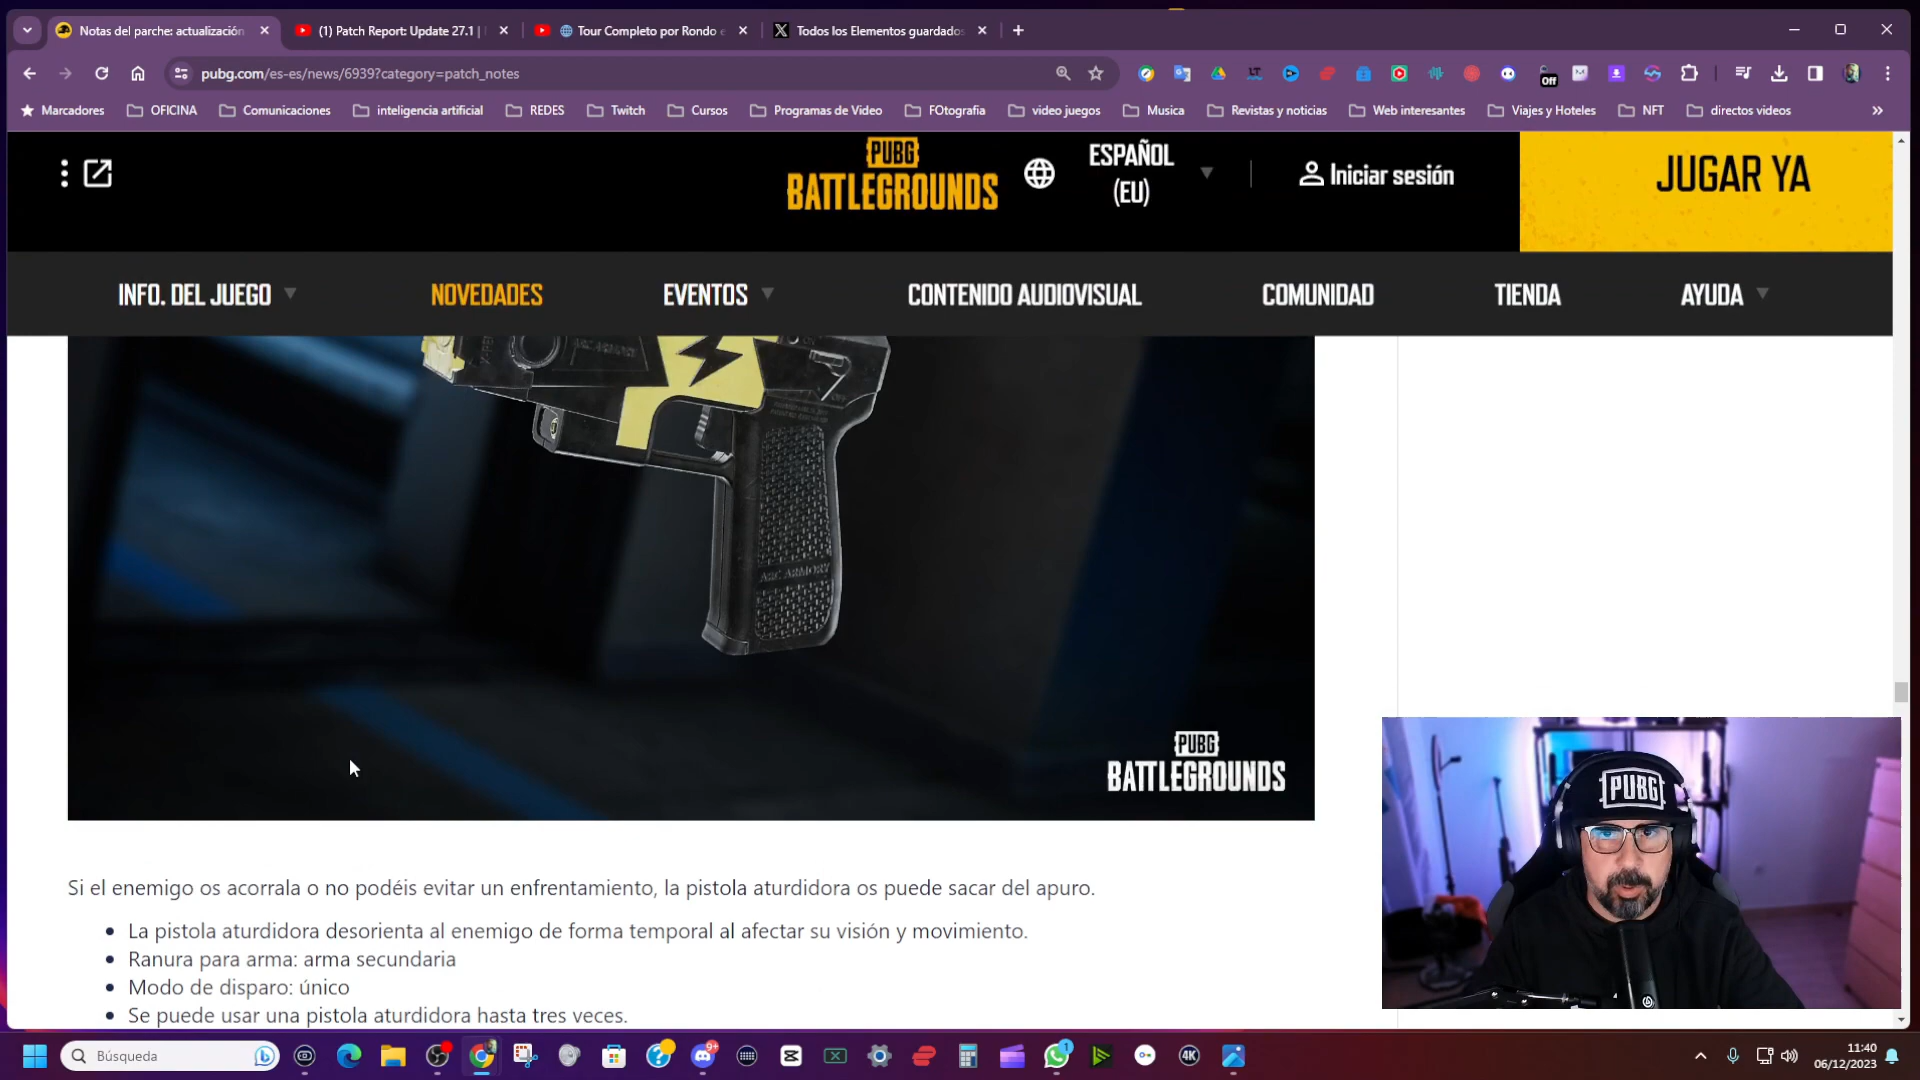 Notas del parche: actualización
(1) Patch Report: Update 27.1 |
Tour Completo por Rondo e
Todos los Elementos guardados
pubg.com/es-es/news/6939?category=patch_notes
Off
Marcadores
OFICINA
Comunicaciones
inteligencia artificial
REDES
Twitch
Cursos
Programas de Video
FOtografia
video juegos
Musica
Revistas y noticias
Web interesantes
Viajes y Hoteles
NFT
directos videos
PUBG
BATTLEGROUNDS
ESPAÑOL
(EU)
Iniciar sesión
JUGAR YA
INFO. DEL JUEGO
NOVEDADES
EVENTOS
CONTENIDO AUDIOVISUAL
COMUNIDAD
TIENDA
AYUDA
ARC ARMORY
PUBG
BATTLEGROUNDS
PUBG
Si el enemigo os acorrala o no podéis evitar un enfrentamiento, la pistola aturdidora os puede sacar del apuro.
La pistola aturdidora desorienta al enemigo de forma temporal al afectar su visión y movimiento.
Ranura para arma: arma secundaria
Modo de disparo: único
Se puede usar una pistola aturdidora hasta tres veces.
Búsqueda
9+
4K
1
11:40
06/12/2023